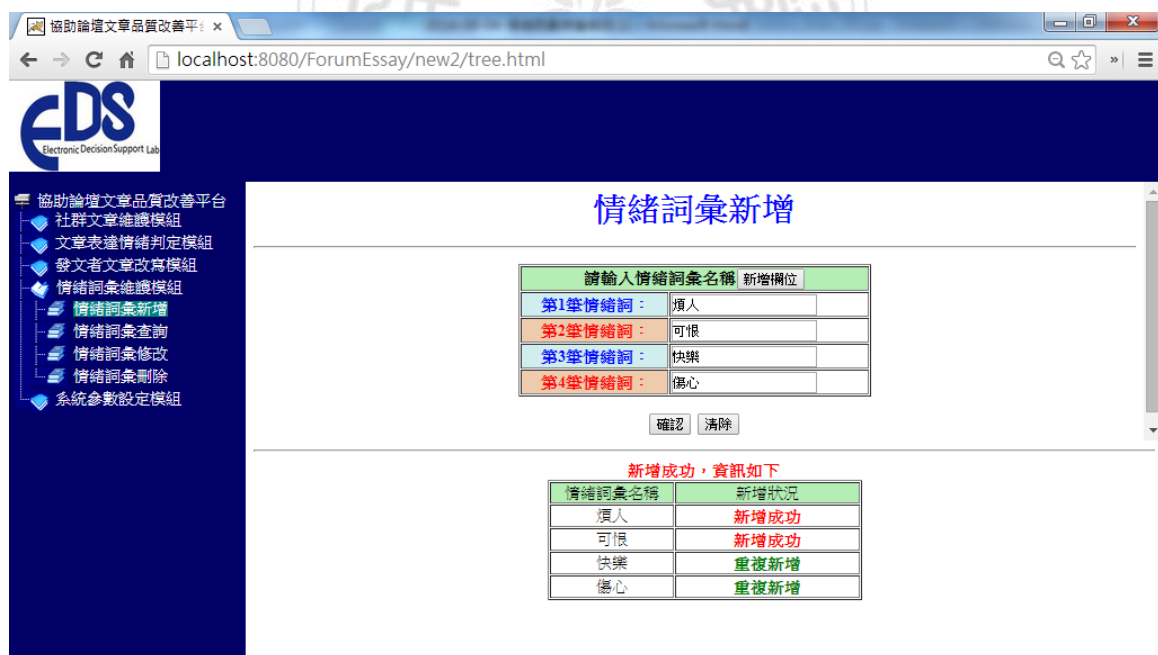 協助論壇文章品質改善平
localhost:8080/ForumEssay/new2/tree.html
EDS
Electronic Decision Support Lab
協助論壇文章品質改善平台
社群文章維護模組
文章表達情緒判定模組
發文者文章改寫模組
情緒詞彙維護模組
情緒詞彙新增
情緒詞彙查詢
情緒詞彙修改
情緒詞彙刪除
系統參數設定模組
情緒詞彙新增
請輸入情緒詞彙名稱 新增欄位
第1筆情緒詞： 煩人
第2筆情緒詞： 可恨
第3筆情緒詞： 快樂
第4筆情緒詞： 傷心
確認 清除
新增成功，資訊如下
情緒詞彙名稱 新增狀況
煩人 新增成功
可恨 新增成功
快樂 重複新增
傷心 重複新增